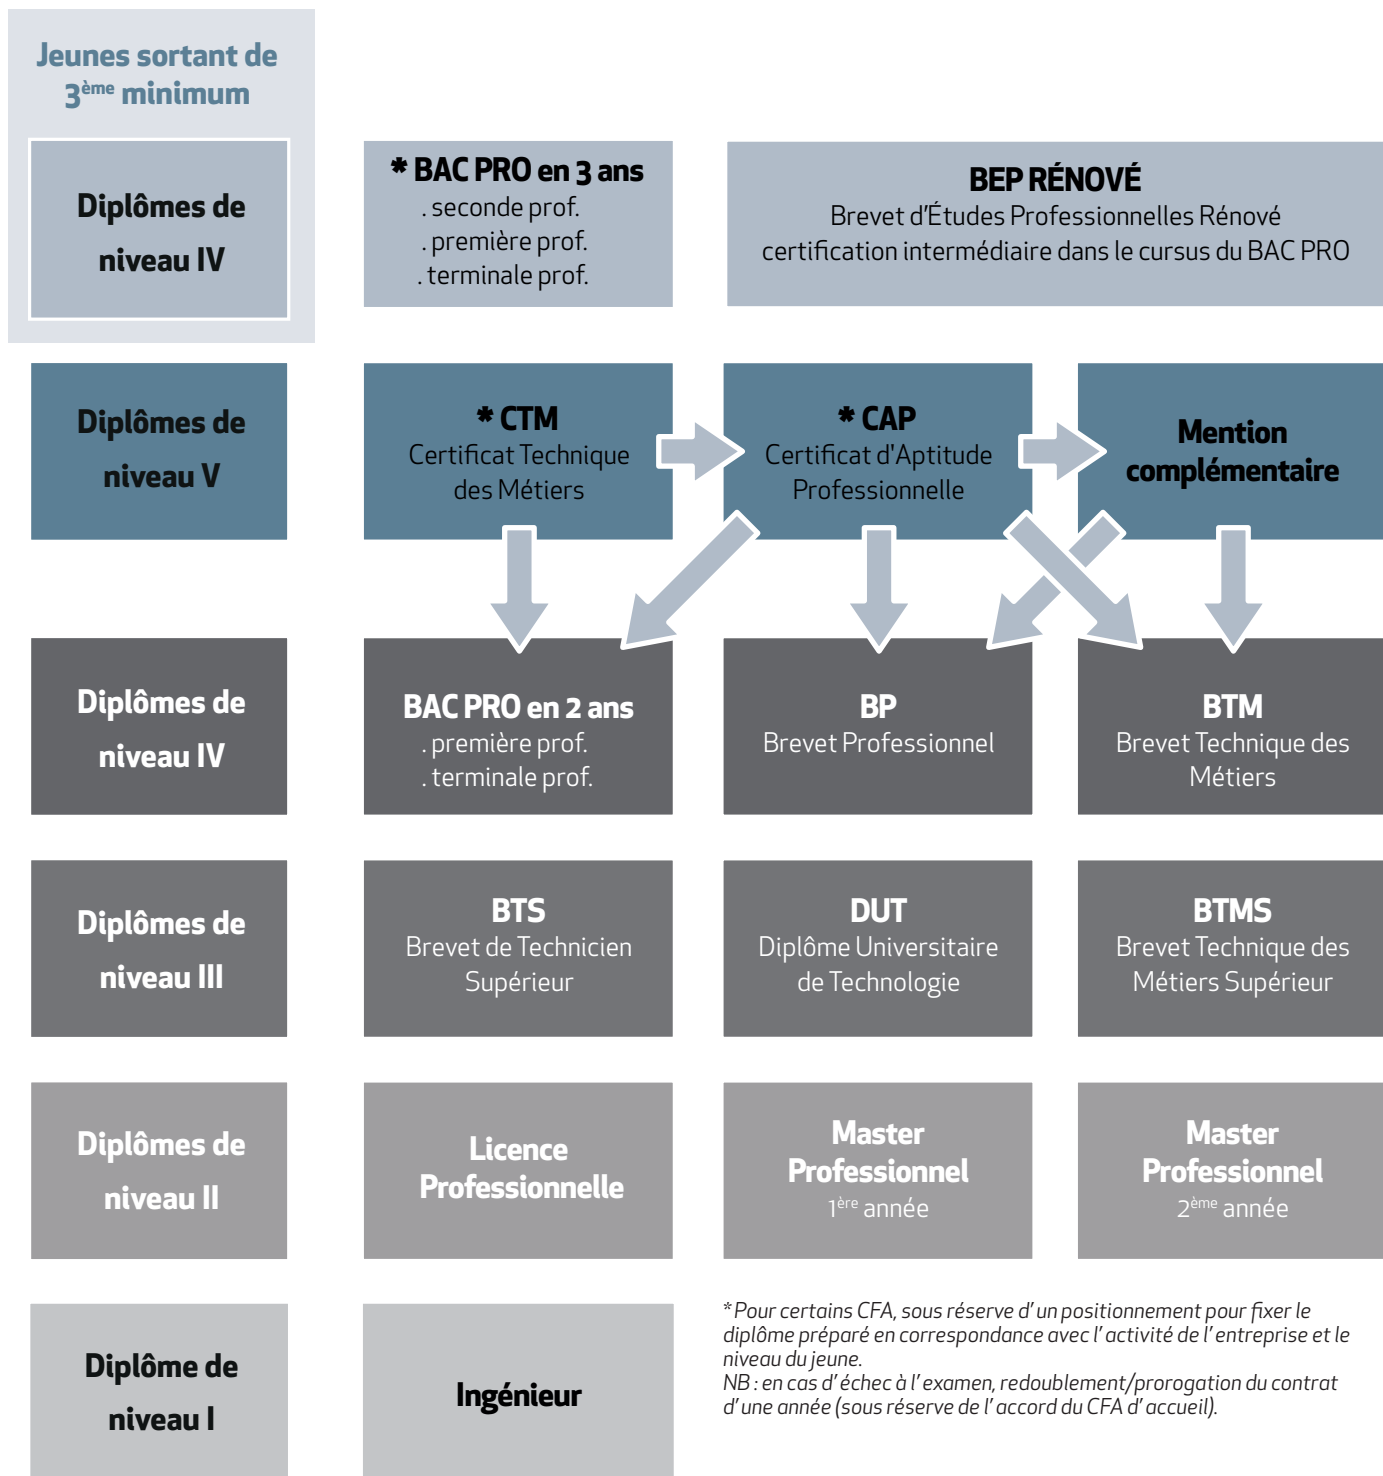 Jeunes sortant de
3ème minimum
Diplômes de
niveau IV
* BAC PRO en 3 ans
. seconde prof.
. première prof.
. terminale prof.
BEP RÉNOVÉ
Brevet d'Études Professionnelles Rénové
certification intermédiaire dans le cursus du BAC PRO
Diplômes de
niveau V
* CTM
Certificat Technique
des Métiers
* CAP
Certificat d'Aptitude
Professionnelle
Mention
complémentaire
Diplômes de
niveau IV
BAC PRO en 2 ans
. première prof.
. terminale prof.
BP
Brevet Professionnel
BTM
Brevet Technique des
Métiers
Diplômes de
niveau III
BTS
Brevet de Technicien
Supérieur
DUT
Diplôme Universitaire
de Technologie
BTMS
Brevet Technique des
Métiers Supérieur
Diplômes de
niveau II
Licence
Professionnelle
Master
Professionnel
1ère année
Master
Professionnel
2ème année
Diplôme de
niveau I
Ingénieur
* Pour certains CFA, sous réserve d'un positionnement pour fixer le
diplôme préparé en correspondance avec l'activité de l'entreprise et le
niveau du jeune.
NB : en cas d'échec à l'examen, redoublement/prorogation du contrat
d'une année (sous réserve de l'accord du CFA d'accueil).